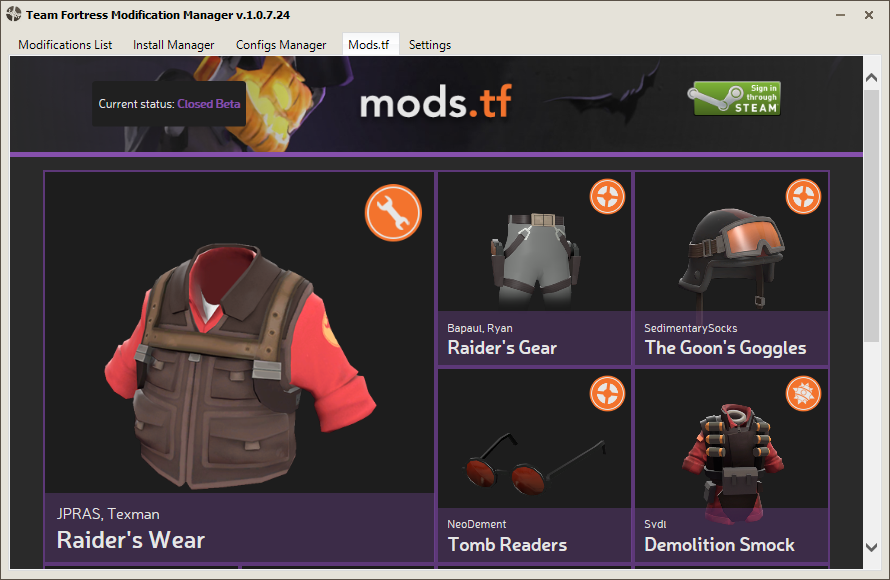 Team Fortress Modification Manager v.1.0.7.24
Modifications List Install Manager Configs Manager Mods.tf Settings
Current status: Closed Beta
mods.tf
Sign in
through
STEAM
JPRAS, Texman
Raider's Wear
Bapaul, Ryan
Raider's Gear
SedimentarySocks
The Goon's Goggles
NeoDement
Tomb Readers
Svdl
Demolition Smock